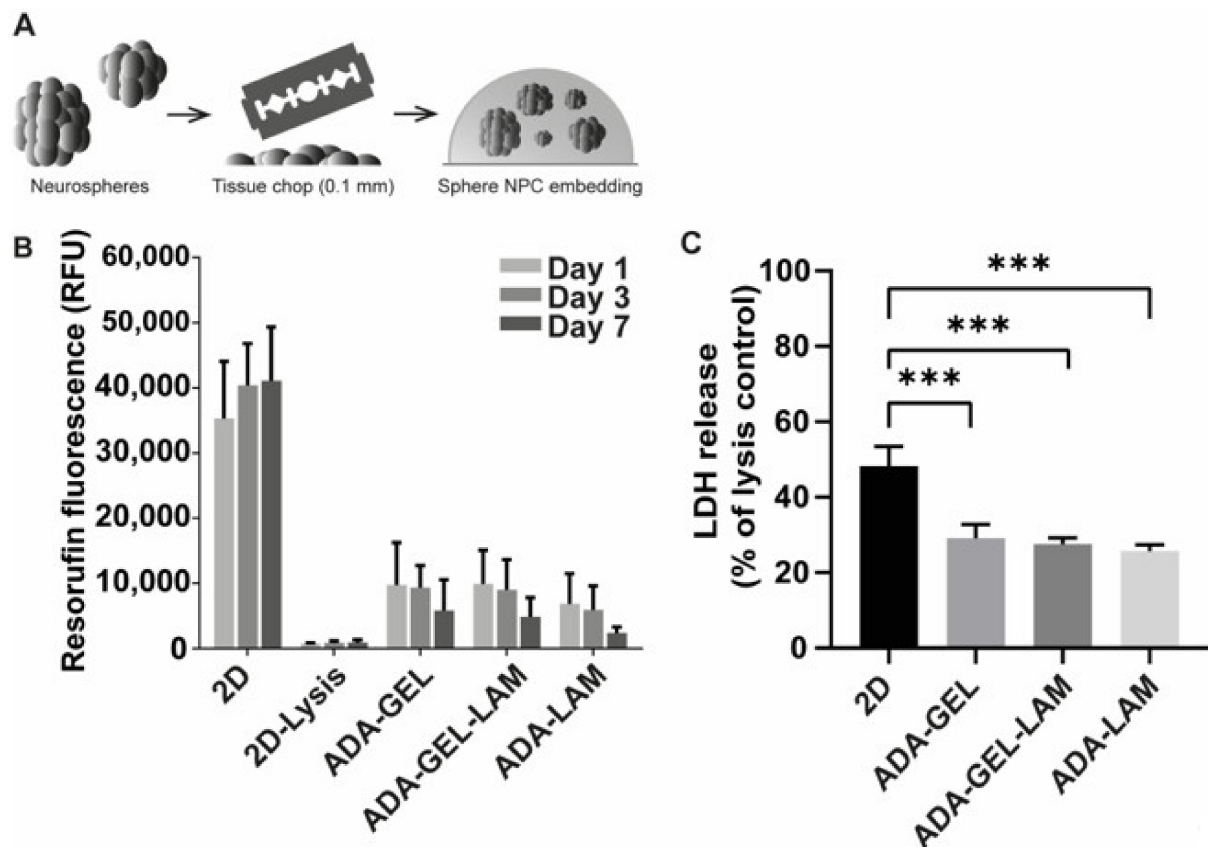 A
Neurospheres
Tissue chop (0.1 mm)
Sphere NPC embedding
B
Resorufin fluorescence (RFU)
60,000
50,000
40,000
30,000
20,000
10,000
0
Day 1
Day 3
Day 7
2D
2D-Lysis
ADA-GEL
ADA-GEL-LAM
ADA-LAM
C
LDH release
(% of lysis control)
100
80
60
40
20
0
***
***
***
2D
ADA-GEL
ADA-GEL-LAM
ADA-LAM